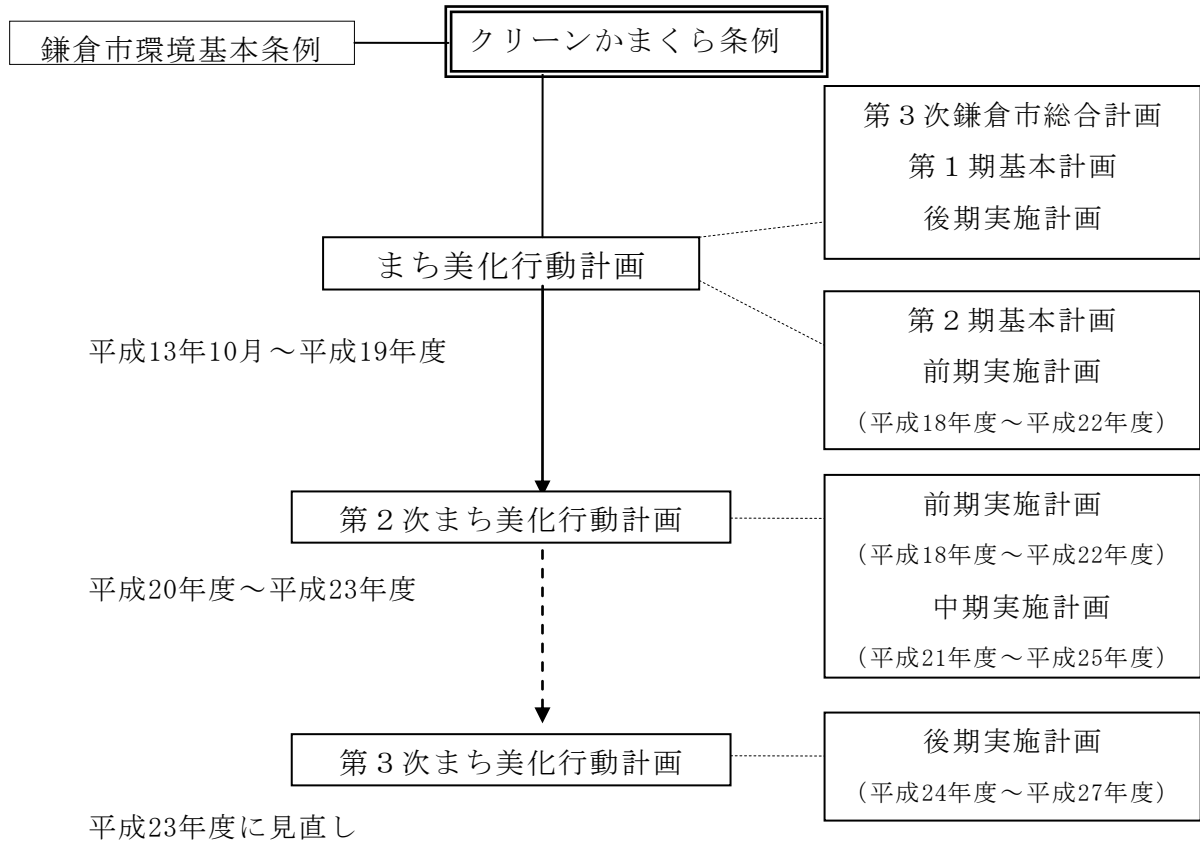 鎌倉市環境基本条例
クリーンかまくら条例
第３次鎌倉市総合計画
第１期基本計画
後期実施計画
まち美化行動計画
平成13年10月～平成19年度
第２期基本計画
前期実施計画
（平成18年度～平成22年度）
第２次まち美化行動計画
平成20年度～平成23年度
前期実施計画
（平成18年度～平成22年度）
中期実施計画
（平成21年度～平成25年度）
第３次まち美化行動計画
平成23年度に見直し
後期実施計画
（平成24年度～平成27年度）